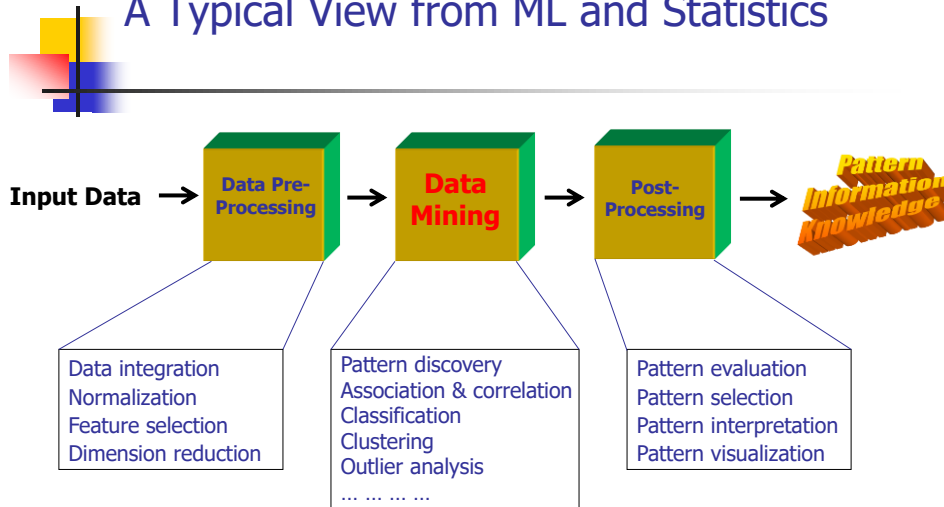 A Typical View from ML and Statistics
Input Data
Data Pre-
Processing
Data
Mining
Post-
Processing
Pattern
Information
Knowledge
Data integration
Normalization
Feature selection
Dimension reduction
Pattern discovery
Association & correlation
Classification
Clustering
Outlier analysis
… … … …
Pattern evaluation
Pattern selection
Pattern interpretation
Pattern visualization